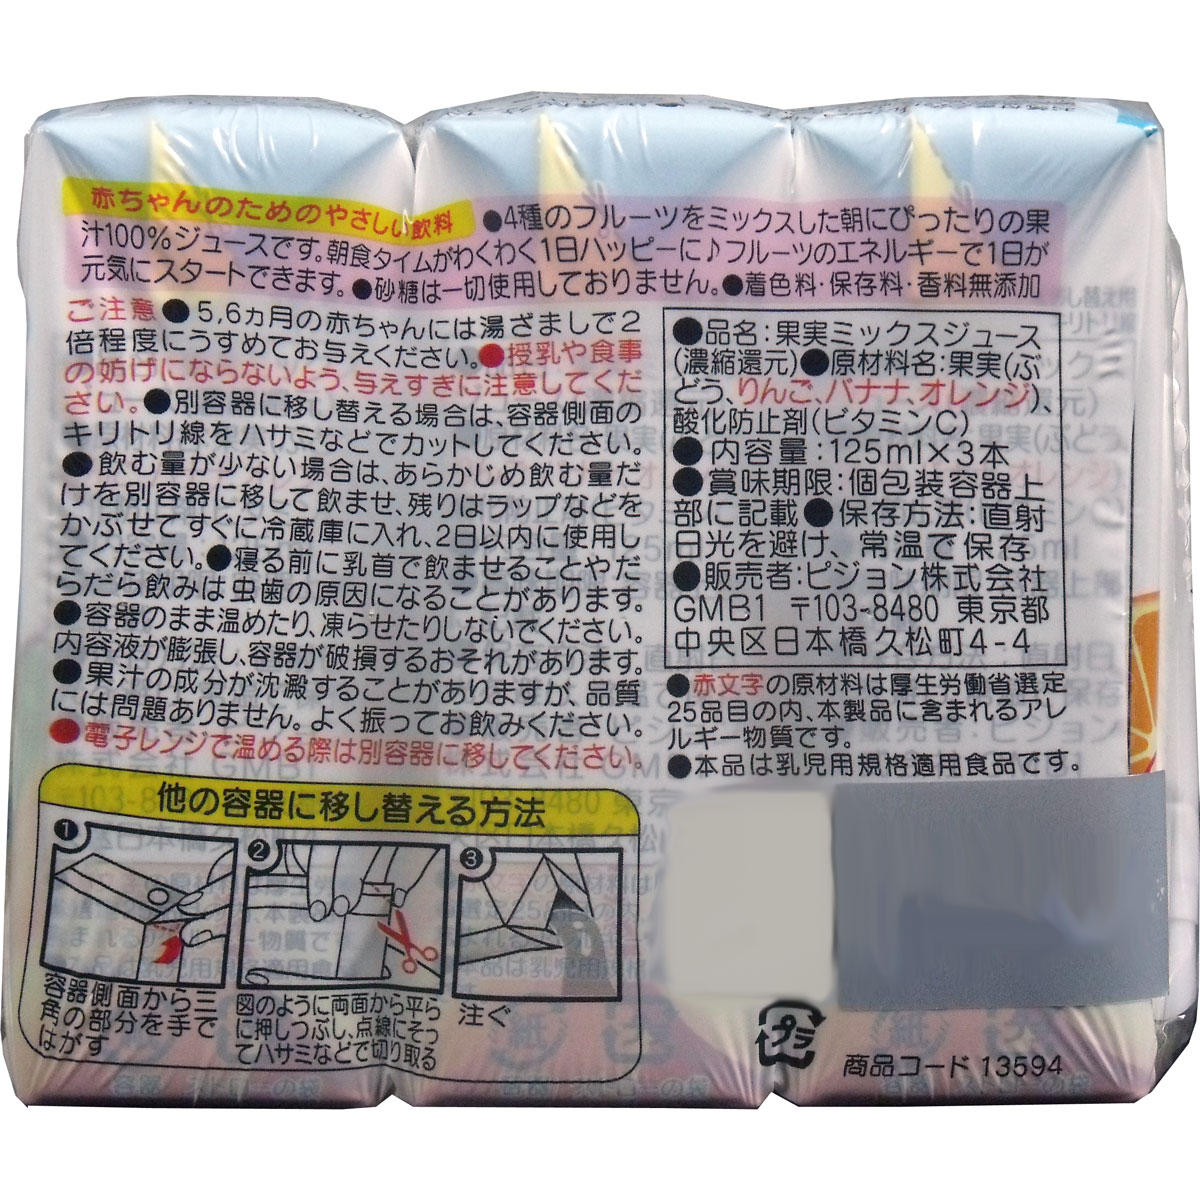 赤ちゃんのためのやさしい飲料 ●4種のフルーツをミックスした朝にぴったりの果
汁100%ジュースです。朝食タイムがわくわく1日ハッピーに♪フルーツのエネルギーで1日が
元気にスタートできます。●砂糖は一切使用しておりません。●着色料・保存料・香料無添加
ご注意 ●5,6ヵ月の赤ちゃんには湯ざましで2
倍程度にうすめてお与えください。●授乳や食事
の妨げにならないよう、与えすぎに注意してくだ
さい。●別容器に移し替える場合は、容器側面の
キリトリ線をハサミなどでカットしてください。
●飲む量が少ない場合は、あらかじめ飲む量だ
けを別容器に移して飲ませ、残りはラップなどを
かぶせてすぐに冷蔵庫に入れ、2日以内に使用し
てください。●寝る前に乳首で飲ませることやだ
らだら飲みは虫歯の原因になることがあります。
●容器のまま温めたり、凍らせたりしないでください。
内容液が膨張し、容器が破損するおそれがあります。
●果汁の成分が沈澱することがありますが、品質
には問題ありません。よく振ってお飲みください。
●電子レンジで温める際は別容器に移してください。
●品名:果実ミックスジュース
(濃縮還元)●原材料名:果実(ぶ
どう、りんご、バナナ、オレンジ)、
酸化防止剤(ビタミンC)
●内容量:125ml×3本
●賞味期限:個包装容器上
部に記載●保存方法:直射
日光を避け、常温で保存
●販売者:ピジョン株式会社
GMB1 〒103-8480 東京都
中央区日本橋久松町4-4
●赤文字の原材料は厚生労働省選定
25品目の内、本製品に含まれるアレ
ルギー物質です。
●本品は乳児用規格適用食品です。
他の容器に移し替える方法
1
容器側面から三
角の部分を手で
はがす
2
図のように両面から平ら
に押しつぶし、点線にそっ
てハサミなどで切り取る
3
注ぐ
プラ
商品コード 13594